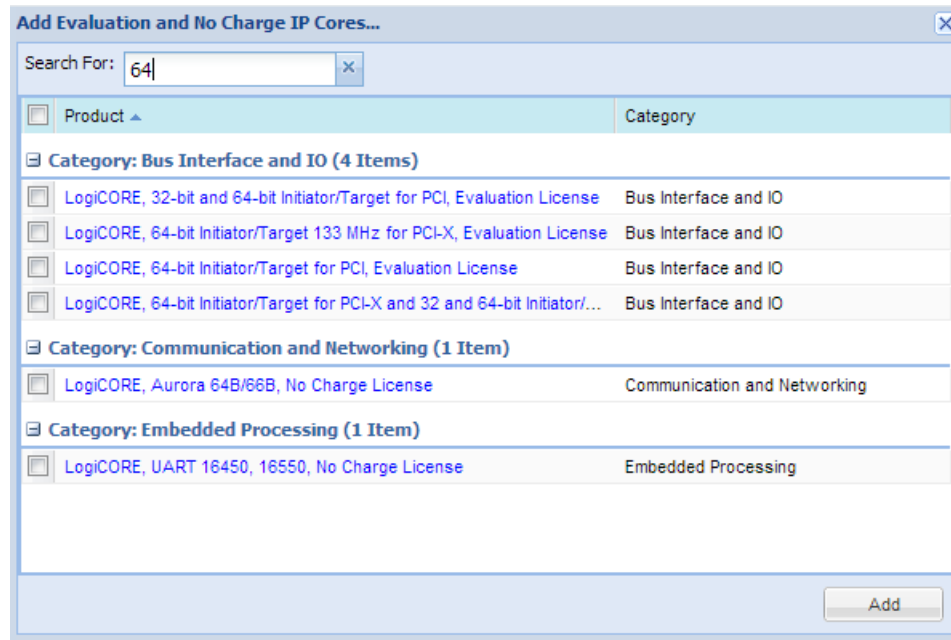 Add Evaluation and No Charge IP Cores...
Search For: 64
Product Category
Category: Bus Interface and IO (4 Items)
LogiCORE, 32-bit and 64-bit Initiator/Target for PCI, Evaluation License Bus Interface and IO
LogiCORE, 64-bit Initiator/Target 133 MHz for PCI-X, Evaluation License Bus Interface and IO
LogiCORE, 64-bit Initiator/Target for PCI, Evaluation License Bus Interface and IO
LogiCORE, 64-bit Initiator/Target for PCI-X and 32 and 64-bit Initiator/... Bus Interface and IO
Category: Communication and Networking (1 Item)
LogiCORE, Aurora 64B/66B, No Charge License Communication and Networking
Category: Embedded Processing (1 Item)
LogiCORE, UART 16450, 16550, No Charge License Embedded Processing
Add